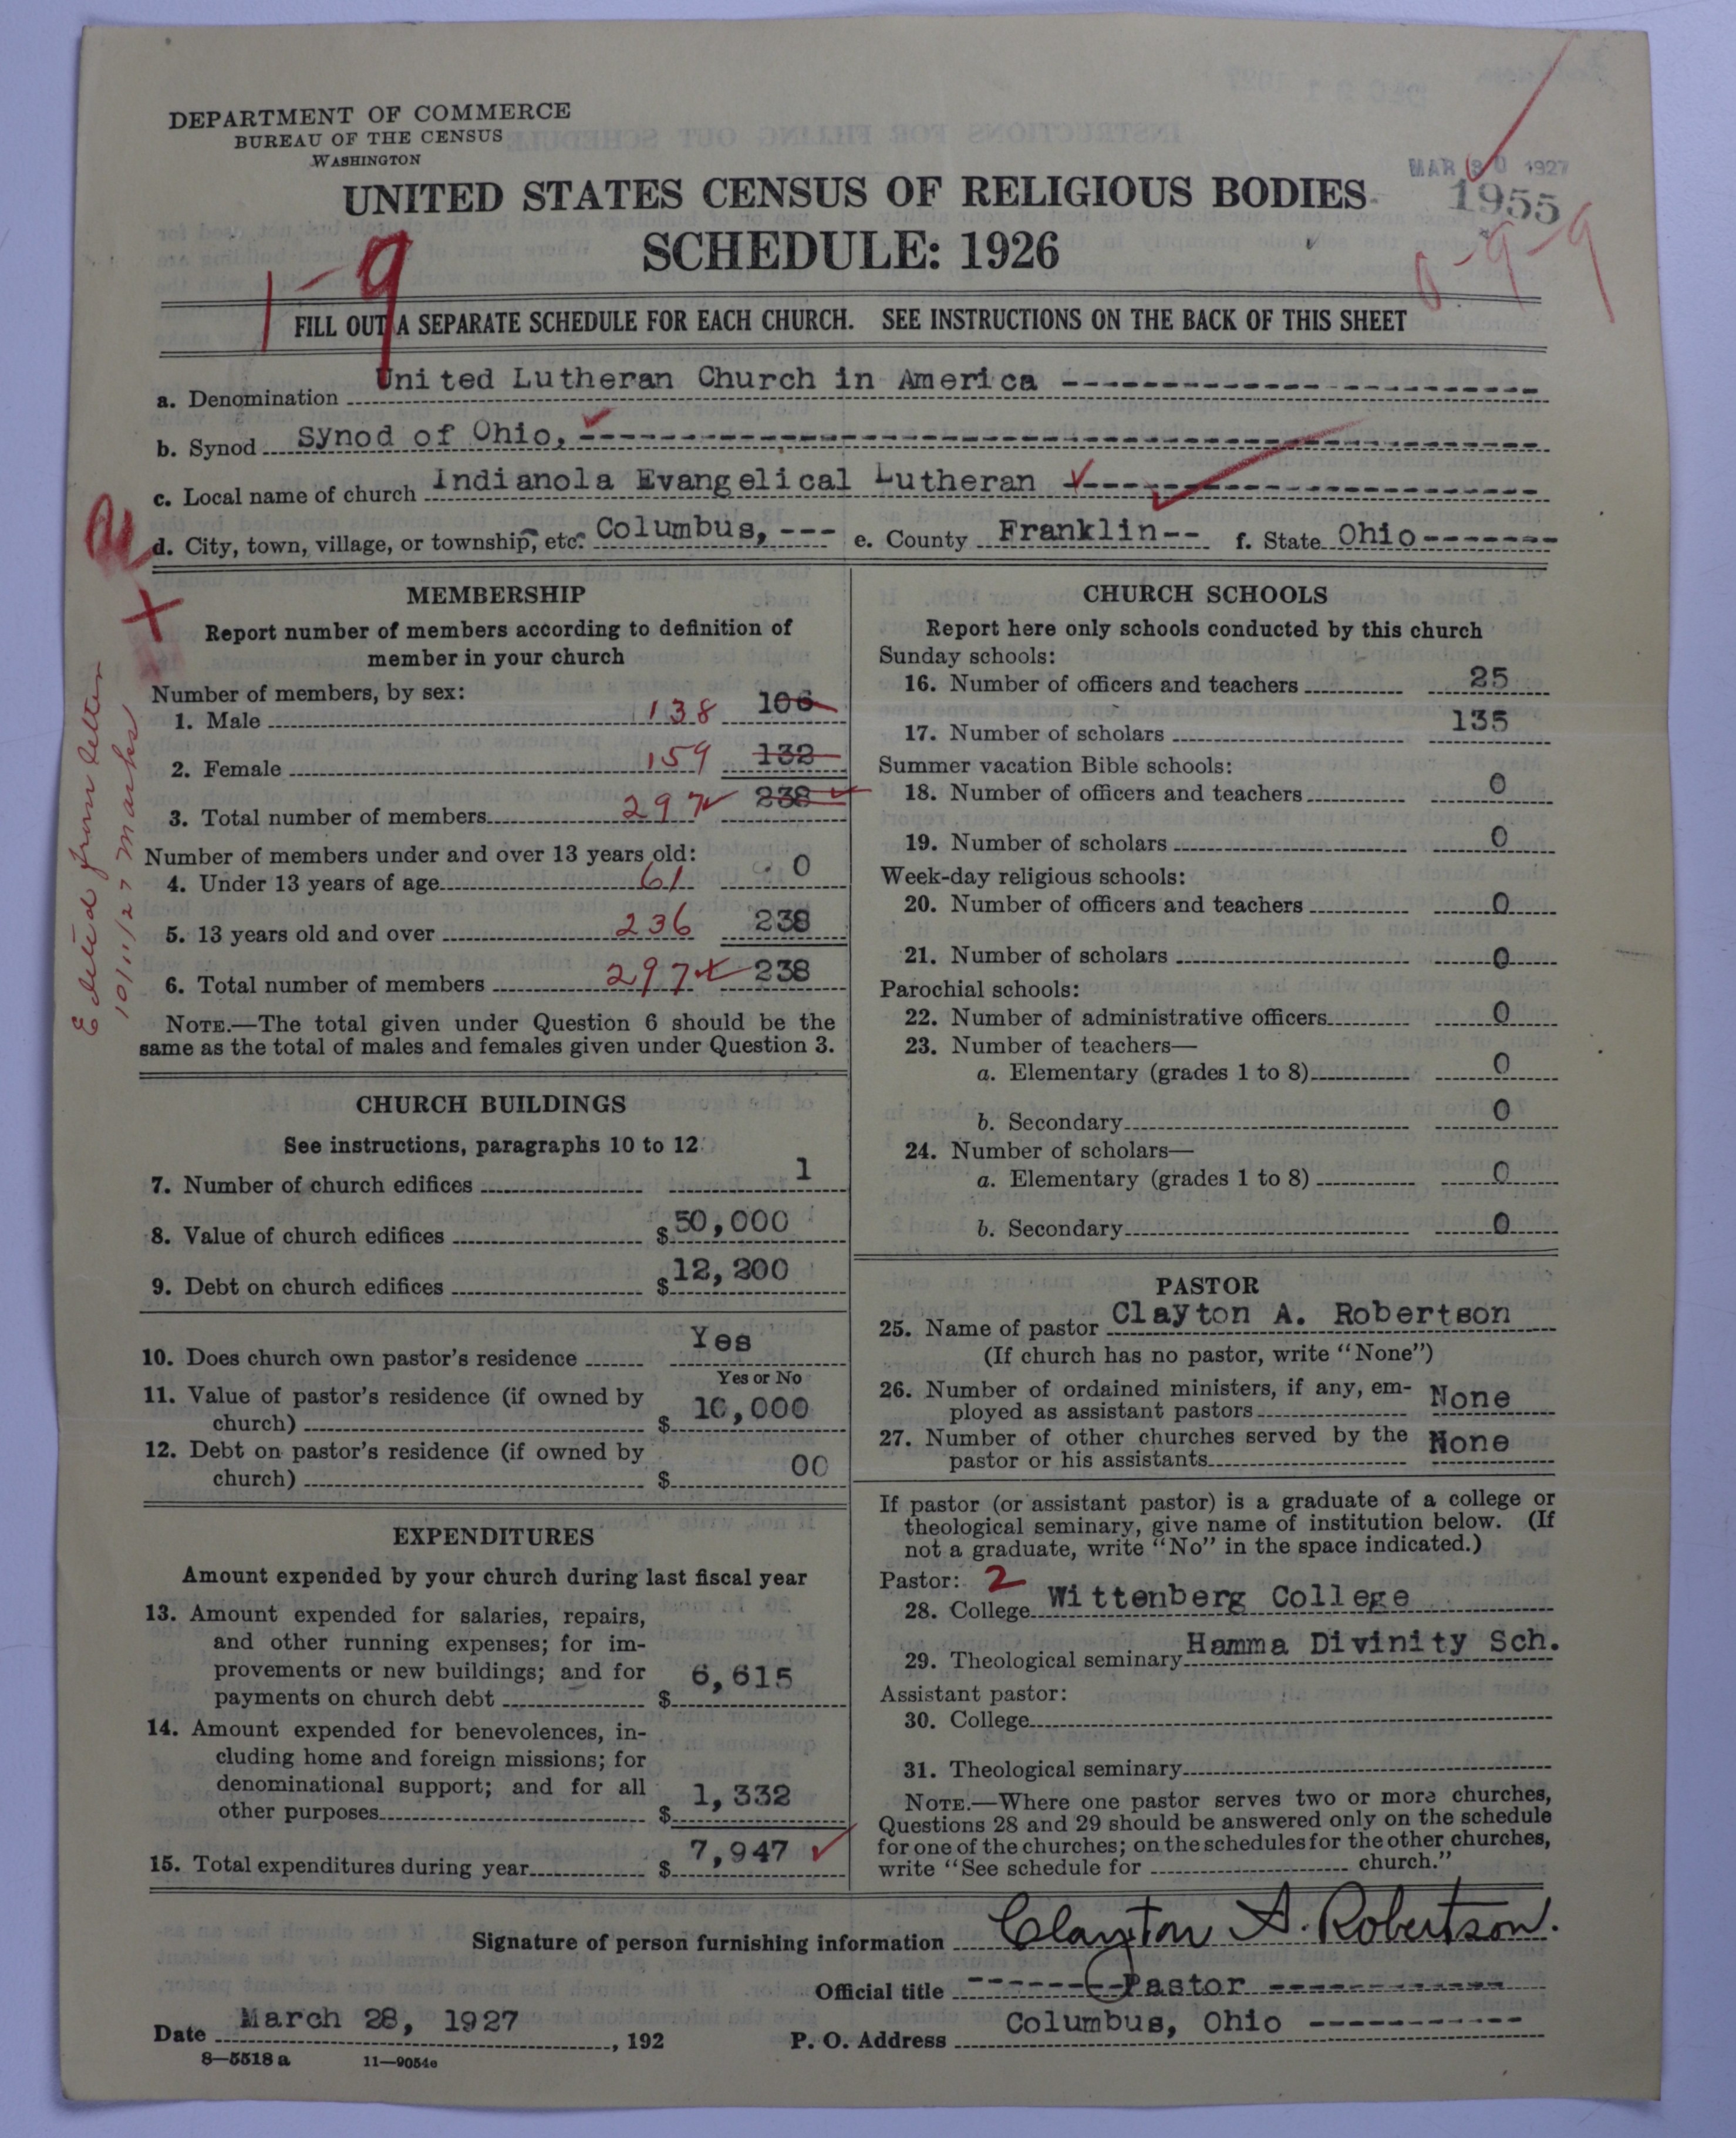 DEPARTMENT OF COMMERCE
BUREAU OF THE CENSUS
WASHINGTON
MAR 30 1927
1955
UNITED STATES CENSUS OF RELIGIOUS BODIES
SCHEDULE: 1926
1-9
0-9-9
FILL OUT A SEPARATE SCHEDULE FOR EACH CHURCH. SEE INSTRUCTIONS ON THE BACK OF THIS SHEET
a. Denomination United Lutheran Church in America
b. Synod Synod of Ohio,
c. Local name of church Indianola Evangelical Lutheran
d. City, town, village, or township, etc. Columbus, --- e. County Franklin-- f. State Ohio-------
Edited from letter
10/11/27 Marks
MEMBERSHIP
Report number of members according to definition of
member in your church
Number of members, by sex:
1. Male 138 106
2. Female 159 132
3. Total number of members 297 238
Number of members under and over 13 years old:
4. Under 13 years of age 61 0
5. 13 years old and over 236 238
6. Total number of members 297 238
NOTE.—The total given under Question 6 should be the
same as the total of males and females given under Question 3.
CHURCH BUILDINGS
See instructions, paragraphs 10 to 12
7. Number of church edifices 1
8. Value of church edifices $50,000
9. Debt on church edifices $12,200
10. Does church own pastor's residence Yes
Yes or No
11. Value of pastor's residence (if owned by
church) $ 10,000
12. Debt on pastor's residence (if owned by
church) $ 00
EXPENDITURES
Amount expended by your church during last fiscal year
13. Amount expended for salaries, repairs,
and other running expenses; for im-
provements or new buildings; and for
payments on church debt $ 6,615
14. Amount expended for benevolences, in-
cluding home and foreign missions; for
denominational support; and for all
other purposes $ 1,332
15. Total expenditures during year $ 7,947
CHURCH SCHOOLS
Report here only schools conducted by this church
Sunday schools:
16. Number of officers and teachers 25
17. Number of scholars 135
Summer vacation Bible schools:
18. Number of officers and teachers 0
19. Number of scholars 0
Week-day religious schools:
20. Number of officers and teachers 0
21. Number of scholars 0
Parochial schools:
22. Number of administrative officers 0
23. Number of teachers—
a. Elementary (grades 1 to 8) 0
b. Secondary 0
24. Number of scholars—
a. Elementary (grades 1 to 8) 0
b. Secondary 0
PASTOR
25. Name of pastor Clayton A. Robertson
(If church has no pastor, write "None")
26. Number of ordained ministers, if any, em-
ployed as assistant pastors None
27. Number of other churches served by the
pastor or his assistants None
If pastor (or assistant pastor) is a graduate of a college or
theological seminary, give name of institution below. (If
not a graduate, write "No" in the space indicated.)
Pastor: 2
28. College Wittenberg College
29. Theological seminary Hamma Divinity Sch.
Assistant pastor:
30. College
31. Theological seminary
NOTE.—Where one pastor serves two or more churches,
Questions 28 and 29 should be answered only on the schedule
for one of the churches; on the schedules for the other churches,
write "See schedule for church."
Signature of person furnishing information Clayton A. Robertson.
Official title Pastor
Date March 28, 1927, 192 P. O. Address Columbus, Ohio
8—5518 a 11—9054e